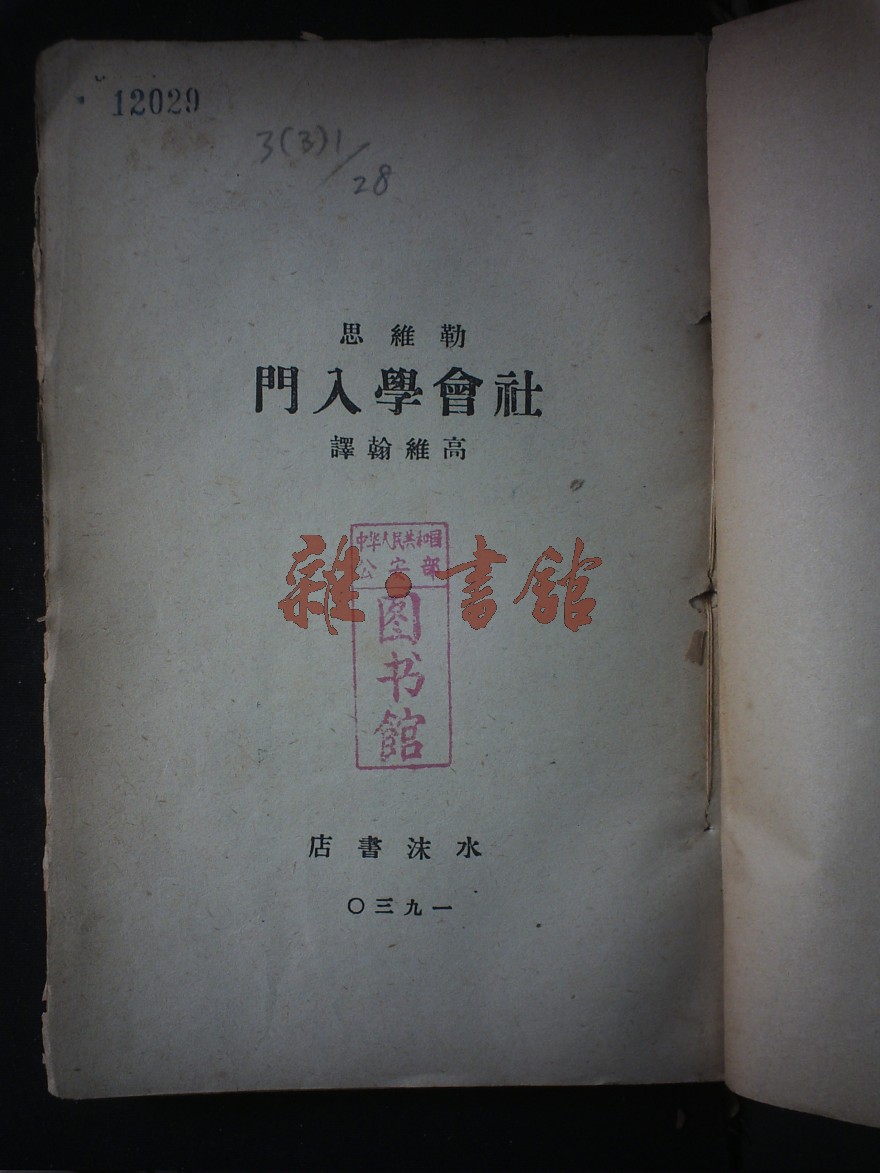 12029
3(3)1/28
勒維思
社會學入門
高維翰譯
中华人民共和国
公安部
图书馆
雜·書館
水沫書店
一九三〇